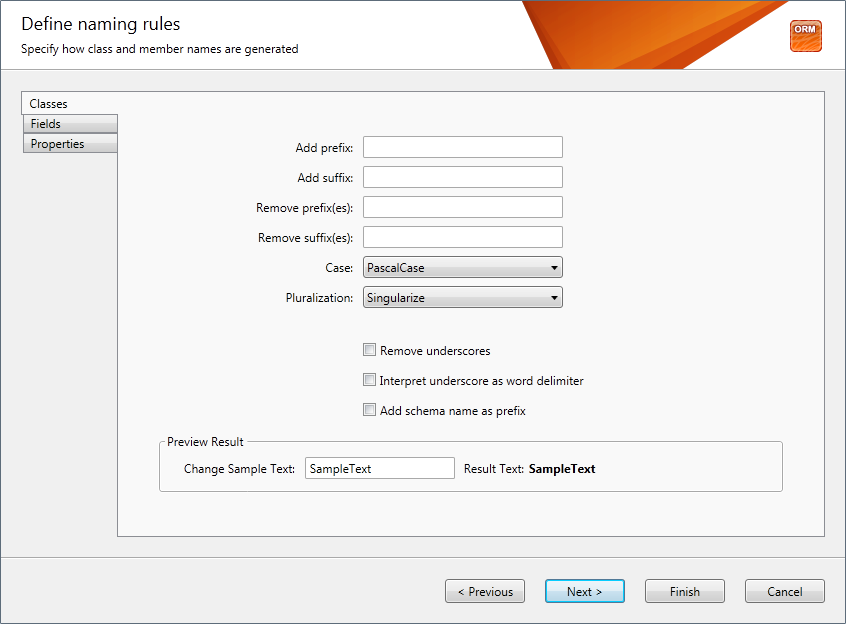 Define naming rules
Specify how class and member names are generated
ORM
Classes
Fields
Properties
Add prefix:
Add suffix:
Remove prefix(es):
Remove suffix(es):
Case: PascalCase
Pluralization: Singularize
Remove underscores
Interpret underscore as word delimiter
Add schema name as prefix
Preview Result
Change Sample Text: SampleText Result Text: SampleText
< Previous Next > Finish Cancel